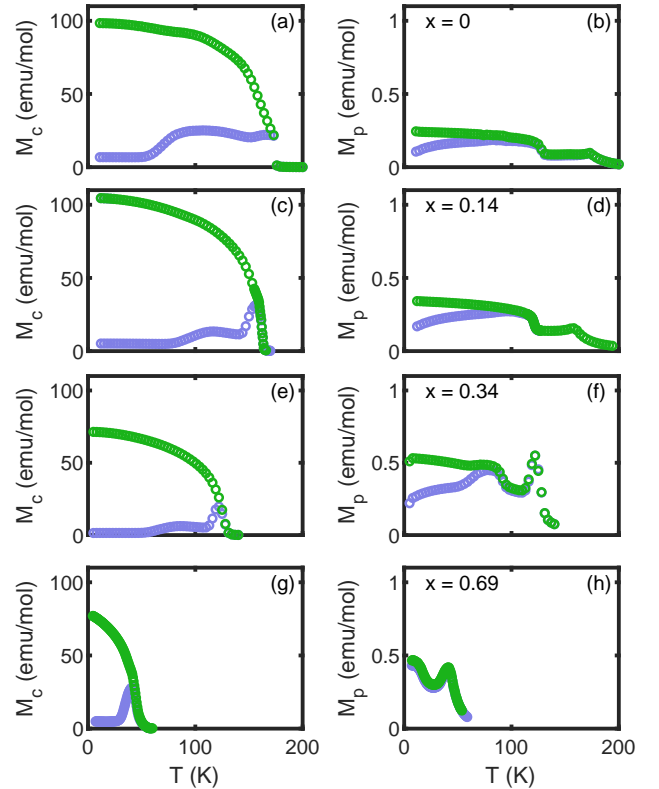 (a)
M_c (emu/mol)
100
50
0
x = 0
(b)
M_p (emu/mol)
1
0.5
0
(c)
M_c (emu/mol)
100
50
0
x = 0.14
(d)
M_p (emu/mol)
1
0.5
0
(e)
M_c (emu/mol)
100
50
0
x = 0.34
(f)
M_p (emu/mol)
1
0.5
0
(g)
M_c (emu/mol)
100
50
0
0 100 200
T (K)
x = 0.69
(h)
M_p (emu/mol)
1
0.5
0
0 100 200
T (K)